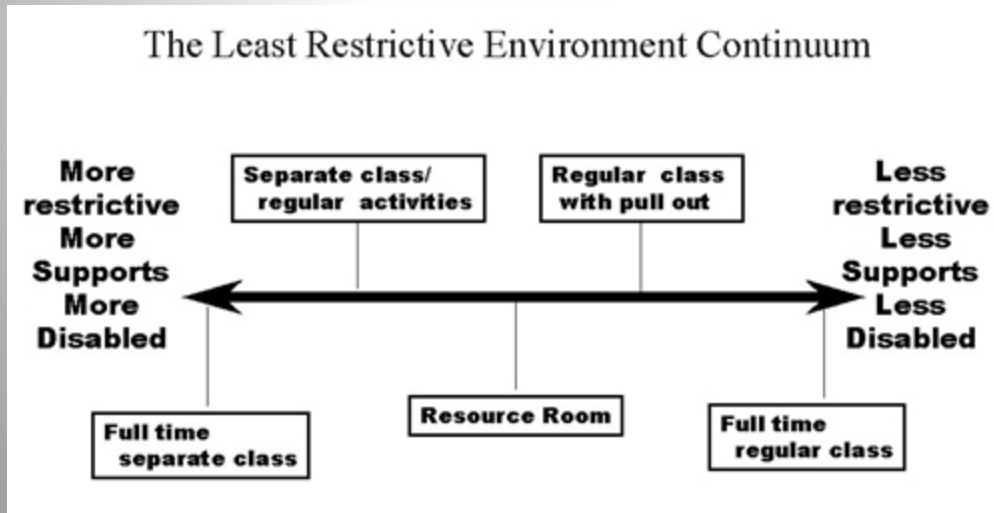 The Least Restrictive Environment Continuum
More
restrictive
More
Supports
More
Disabled
Separate class/
regular activities
Regular class
with pull out
Less
restrictive
Less
Supports
Less
Disabled
Full time
separate class
Resource Room
Full time
regular class